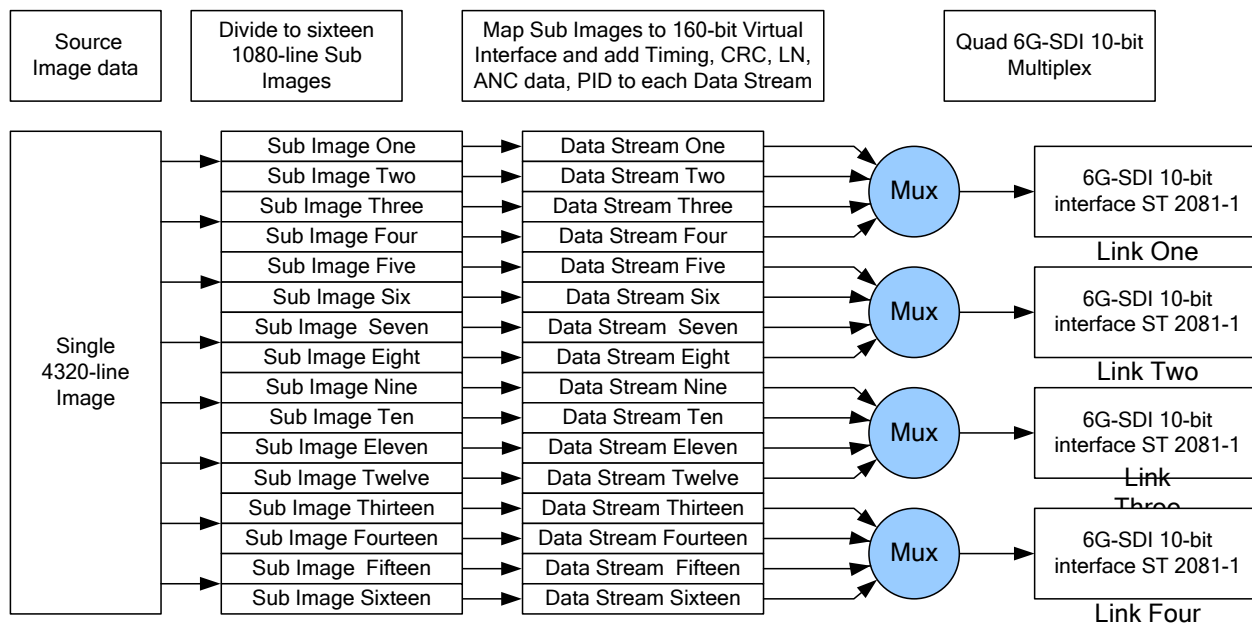 Source
Image data
Divide to sixteen
1080-line Sub
Images
Map Sub Images to 160-bit Virtual
Interface and add Timing, CRC, LN,
ANC data, PID to each Data Stream
Quad 6G-SDI 10-bit
Multiplex
Single
4320-line
Image
Sub Image One
Sub Image Two
Sub Image Three
Sub Image Four
Sub Image Five
Sub Image Six
Sub Image Seven
Sub Image Eight
Sub Image Nine
Sub Image Ten
Sub Image Eleven
Sub Image Twelve
Sub Image Thirteen
Sub Image Fourteen
Sub Image Fifteen
Sub Image Sixteen
Data Stream One
Data Stream Two
Data Stream Three
Data Stream Four
Data Stream Five
Data Stream Six
Data Stream Seven
Data Stream Eight
Data Stream Nine
Data Stream Ten
Data Stream Eleven
Data Stream Twelve
Data Stream Thirteen
Data Stream Fourteen
Data Stream Fifteen
Data Stream Sixteen
Mux
Mux
Mux
Mux
6G-SDI 10-bit
interface ST 2081-1
Link One
6G-SDI 10-bit
interface ST 2081-1
Link Two
6G-SDI 10-bit
interface ST 2081-1
Link
Three
6G-SDI 10-bit
interface ST 2081-1
Link Four